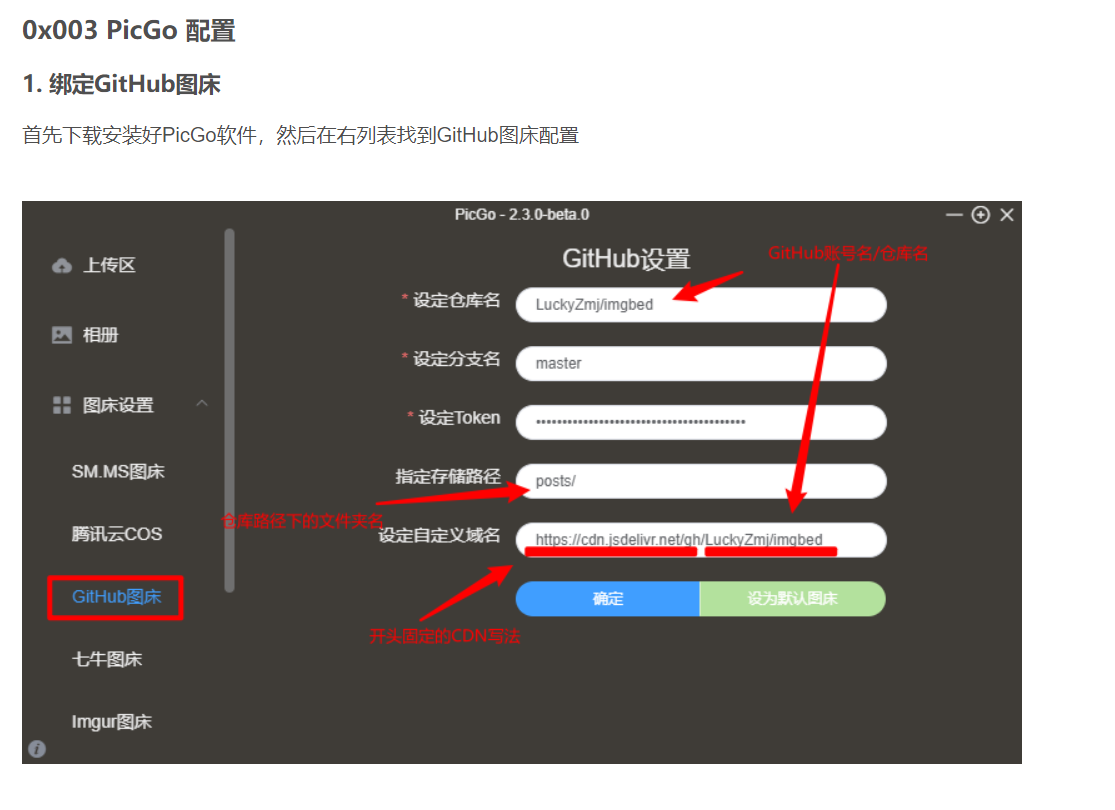 0x003 PicGo 配置
1. 绑定GitHub图床
首先下载安装好PicGo软件，然后在右列表找到GitHub图床配置
PicGo - 2.3.0-beta.0
上传区
相册
图床设置
SM.MS图床
腾讯云COS
GitHub图床
七牛图床
Imgur图床
GitHub设置
GitHub账号名/仓库名
* 设定仓库名 LuckyZmj/imgbed
* 设定分支名 master
* 设定Token ••••••••••••••••••••••••••••••••••••••••
指定存储路径 posts/
仓库路径下的文件夹名
设定自定义域名 https://cdn.jsdelivr.net/gh/LuckyZmj/imgbed
确定 设为默认图床
开头固定的CDN写法